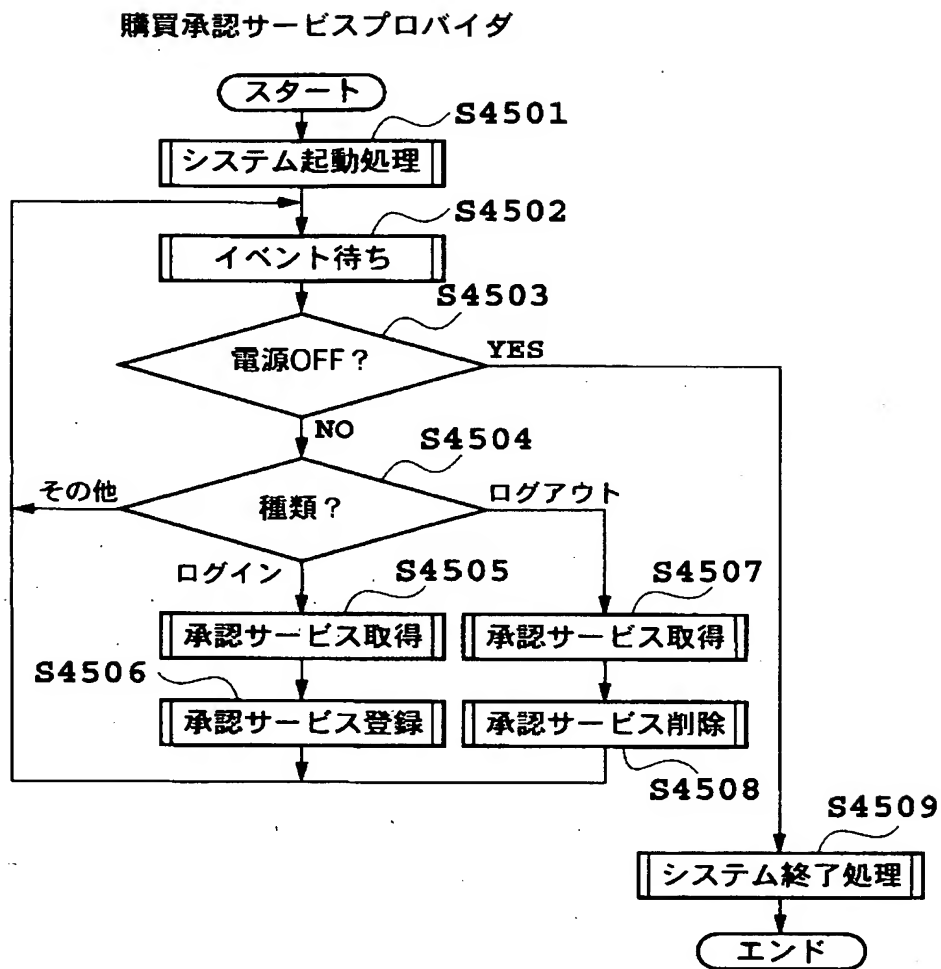 購買承認サービスプロバイダ
スタート
S4501
システム起動処理
S4502
イベント待ち
S4503
電源OFF?
YES
NO
S4504
その他
種類?
ログアウト
ログイン
S4505
S4507
承認サービス取得
承認サービス取得
S4506
承認サービス登録
承認サービス削除
S4508
S4509
システム終了処理
エンド